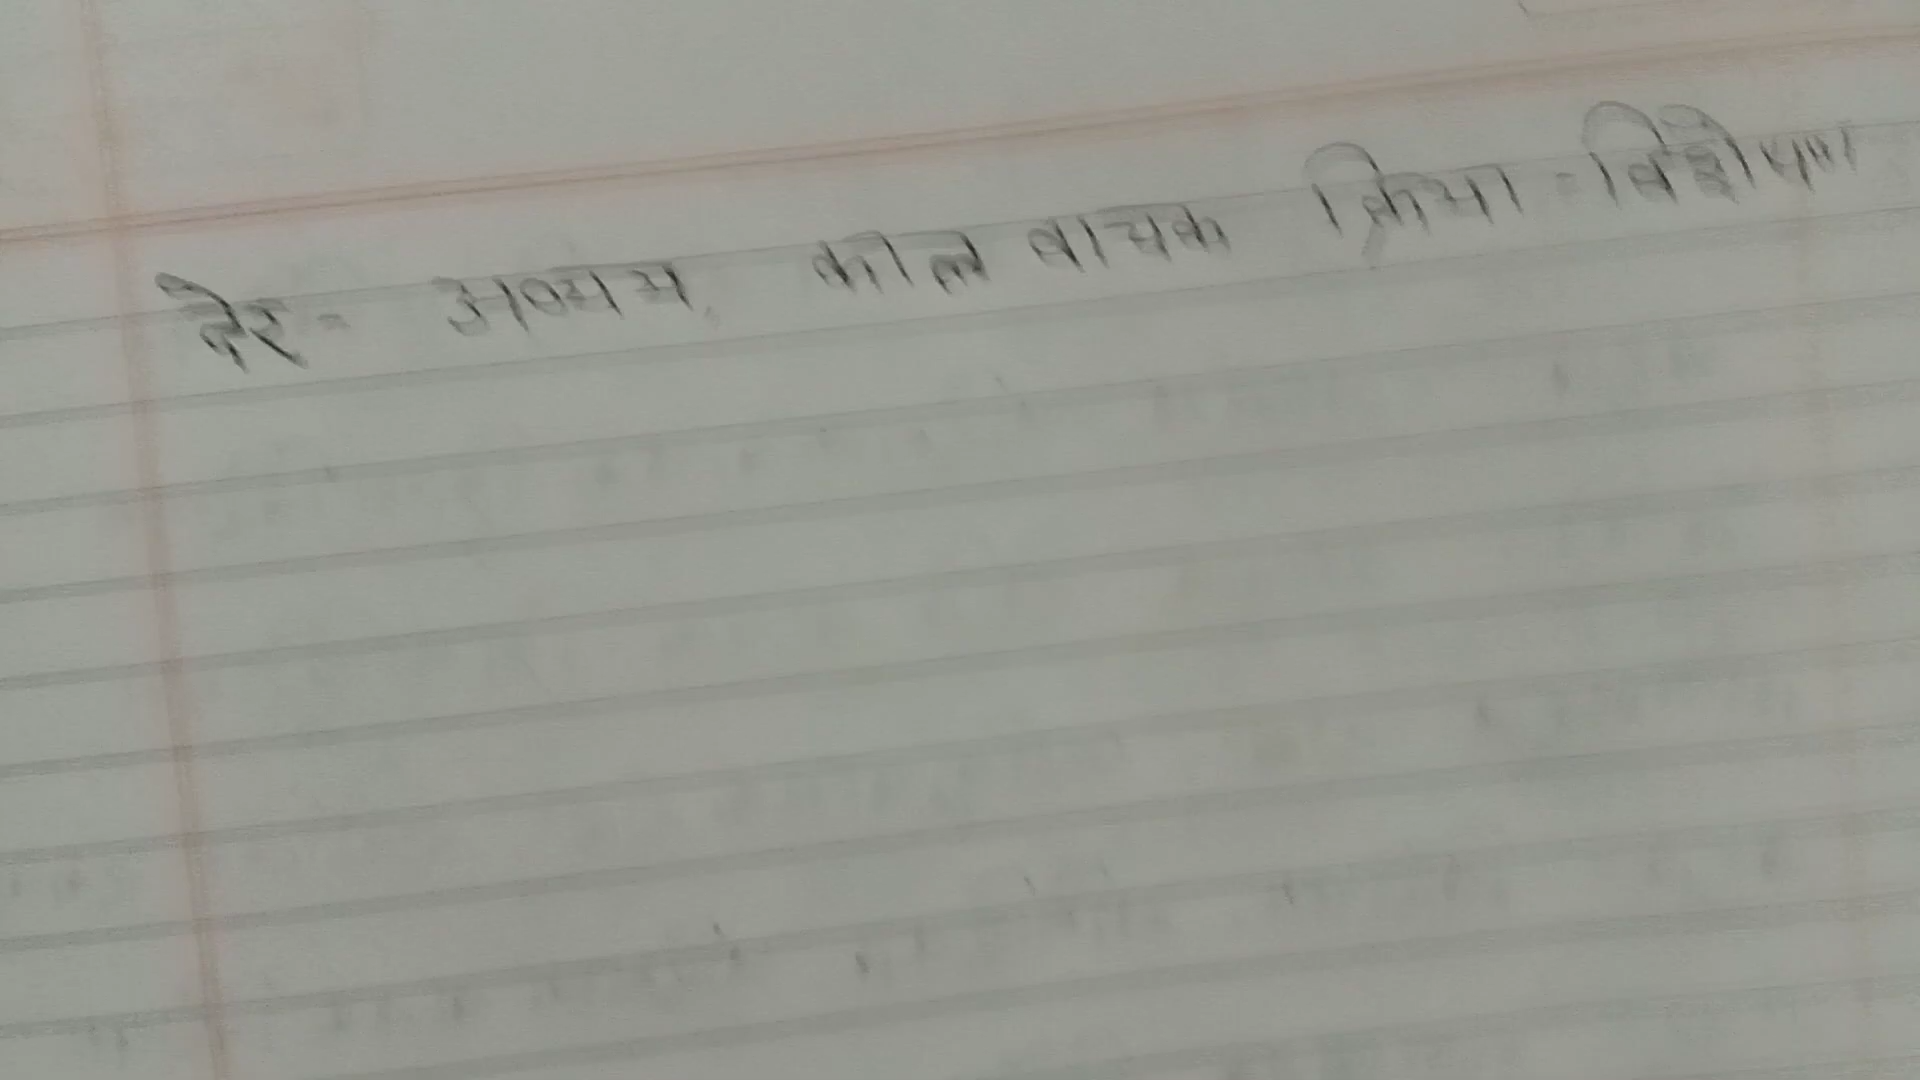 देर - अव्यय, काल वाचक क्रिया - विशेषण